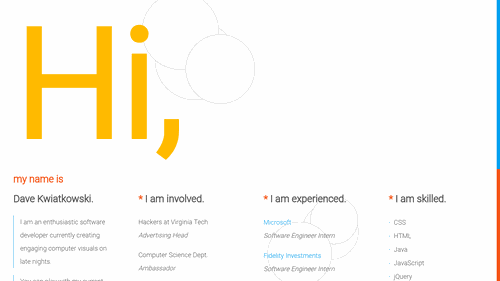 Hi,
my name is
Dave Kwiatkowski.
I am an enthusiastic software
developer currently creating
engaging computer visuals on
late nights.
You can play with my current
* I am involved.
Hackers at Virginia Tech
Advertising Head
Computer Science Dept.
Ambassador
* I am experienced.
Microsoft
Software Engineer Intern
Fidelity Investments
Software Engineer Intern
* I am skilled.
· CSS
· HTML
· Java
· JavaScript
· jQuery